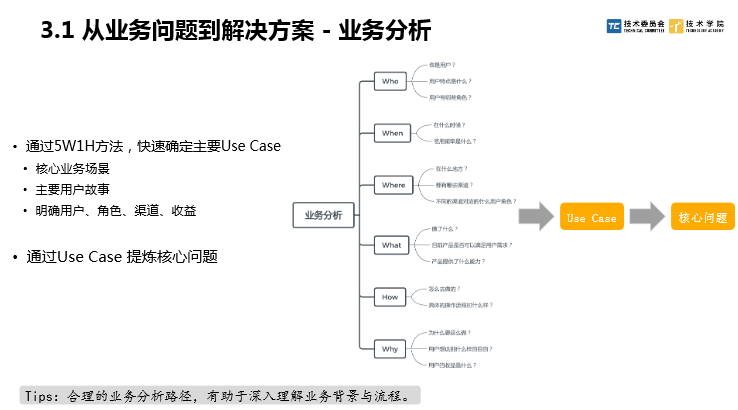 3.1 从业务问题到解决方案 - 业务分析
TC 技术委员会
TECHNICAL COMMITTEE
技术学院
TECHNOLOGY ACADEMY
• 通过5W1H方法，快速确定主要Use Case
• 核心业务场景
• 主要用户故事
• 明确用户、角色、渠道、收益
• 通过Use Case 提炼核心问题
业务分析
Who
谁是用户？
用户特点是什么？
用户有哪些角色？
When
在什么时候？
使用频率是什么？
Where
在什么地方？
都有哪些渠道？
不同的渠道对应的什么用户角色？
What
做了什么？
目前产品是否可以满足用户需求？
产品提供了什么能力？
How
怎么去做的？
具体的操作流程是什么样？
Why
为什么要这么做？
用户想达到什么样的目的？
用户的收益是什么？
Use Case
核心问题
Tips: 合理的业务分析路径，有助于深入理解业务背景与流程。